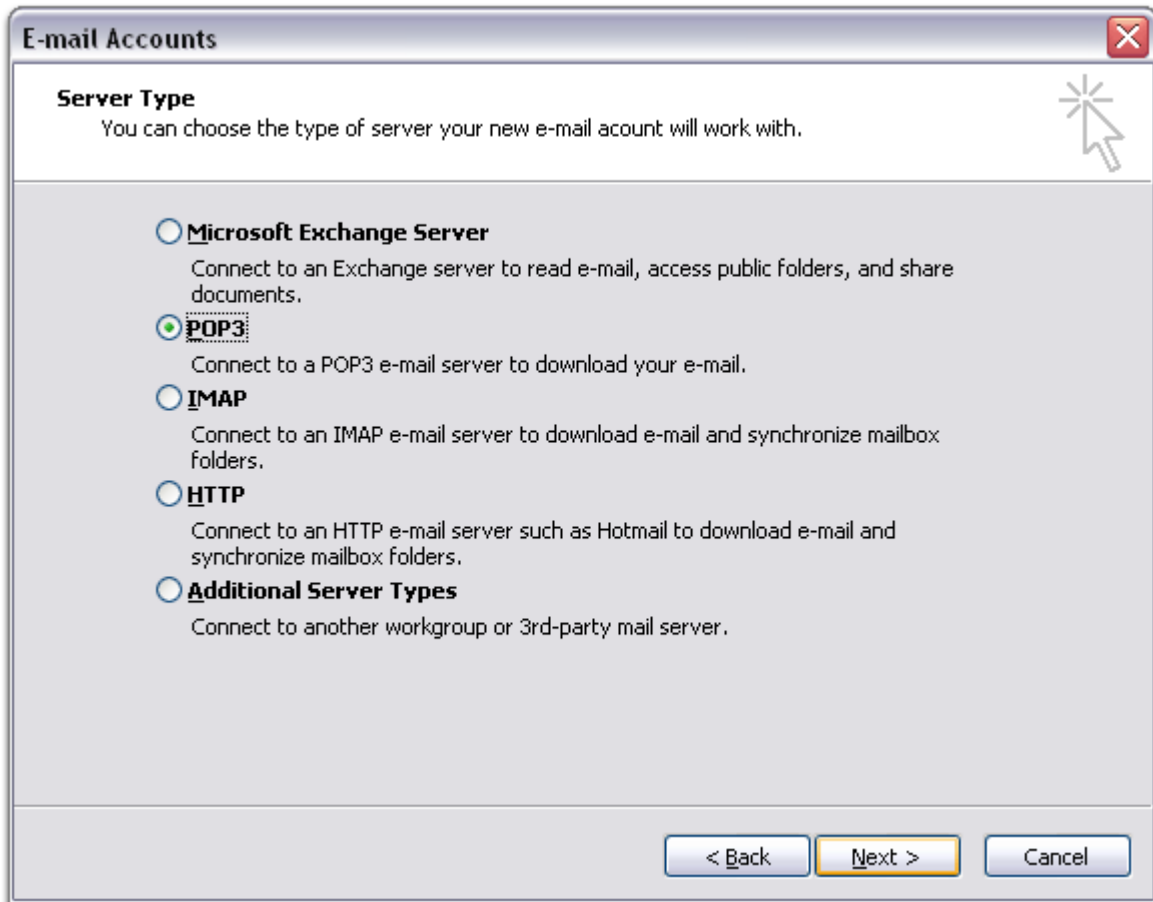 E-mail Accounts
Server Type
You can choose the type of server your new e-mail acount will work with.
Microsoft Exchange Server
Connect to an Exchange server to read e-mail, access public folders, and share
documents.
POP3
Connect to a POP3 e-mail server to download your e-mail.
IMAP
Connect to an IMAP e-mail server to download e-mail and synchronize mailbox
folders.
HTTP
Connect to an HTTP e-mail server such as Hotmail to download e-mail and
synchronize mailbox folders.
Additional Server Types
Connect to another workgroup or 3rd-party mail server.
< Back Next > Cancel